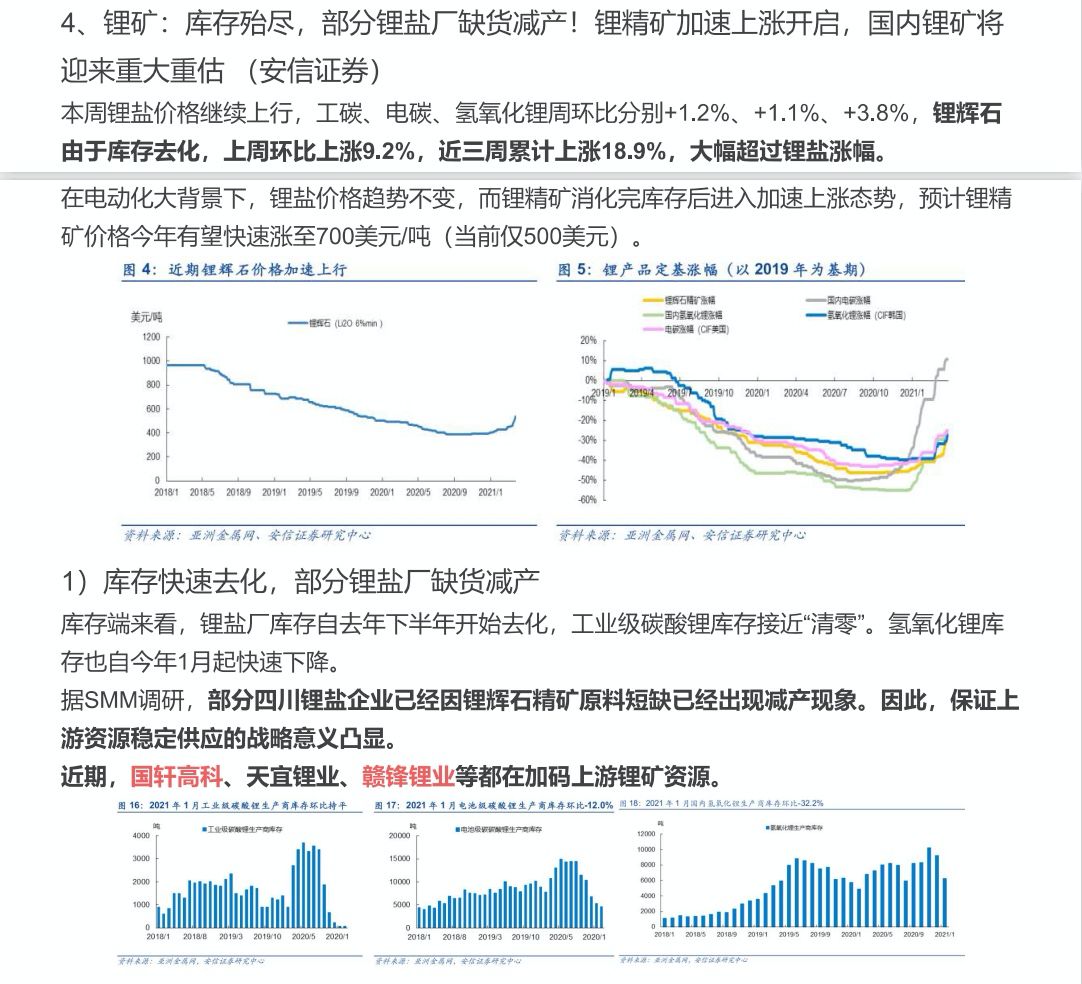 4、锂矿：库存殆尽，部分锂盐厂缺货减产！锂精矿加速上涨开启，国内锂矿将
迎来重大重估 （安信证券）
本周锂盐价格继续上行，工碳、电碳、氢氧化锂周环比分别+1.2%、+1.1%、+3.8%，锂辉石
由于库存去化，上周环比上涨9.2%，近三周累计上涨18.9%，大幅超过锂盐涨幅。
在电动化大背景下，锂盐价格趋势不变，而锂精矿消化完库存后进入加速上涨态势，预计锂精
矿价格今年有望快速涨至700美元/吨（当前仅500美元）。
图 4：近期锂辉石价格加速上行
美元/吨
锂辉石（Li2O 6%min ）
1200
1000
800
600
400
200
0
2018/1 2018/5 2018/9 2019/1 2019/5 2019/9 2020/1 2020/5 2020/9 2021/1
资料来源：亚洲金属网、安信证券研究中心
图 5：锂产品定基涨幅（以 2019 年为基期）
锂辉石精矿涨幅 国内电碳涨幅
国内氢氧化锂涨幅 氢氧化锂涨幅（CIF韩国）
电碳涨幅（CIF美国）
20%
10%
0%
-10%
-20%
-30%
-40%
-50%
-60%
2019/1 2019/4 2019/7 2019/10 2020/1 2020/4 2020/7 2020/10 2021/1
资料来源：亚洲金属网、安信证券研究中心
1）库存快速去化，部分锂盐厂缺货减产
库存端来看，锂盐厂库存自去年下半年开始去化，工业级碳酸锂库存接近“清零”。氢氧化锂库
存也自今年1月起快速下降。
据SMM调研，部分四川锂盐企业已经因锂辉石精矿原料短缺已经出现减产现象。因此，保证上
游资源稳定供应的战略意义凸显。
近期，国轩高科、天宜锂业、赣锋锂业等都在加码上游锂矿资源。
图 16：2021 年 1 月工业级碳酸锂生产商库存环比持平
吨
工业级碳酸锂生产商库存
4000
3000
2000
1000
0
2018/1 2018/8 2019/3 2019/10 2020/5 2020/1
资料来源：亚洲金属网、安信证券研究中心
图 17：2021 年 1 月电池级碳酸锂生产商库存环比-12.0%
吨
电池级碳碳酸锂生产商库存
20000
15000
10000
5000
0
2018/1 2018/8 2019/3 2019/10 2020/5 2020/1
资料来源：亚洲金属网、安信证券研究中心
图 18：2021 年 1 月国内氢氧化锂生产商库存环比-32.2%
吨
氢氧化锂生产商库存
12000
10000
8000
6000
4000
2000
0
2018/1 2018/5 2018/9 2019/1 2019/5 2019/9 2020/1 2020/5 2020/9 2021/1
资料来源：亚洲金属网、安信证券研究中心